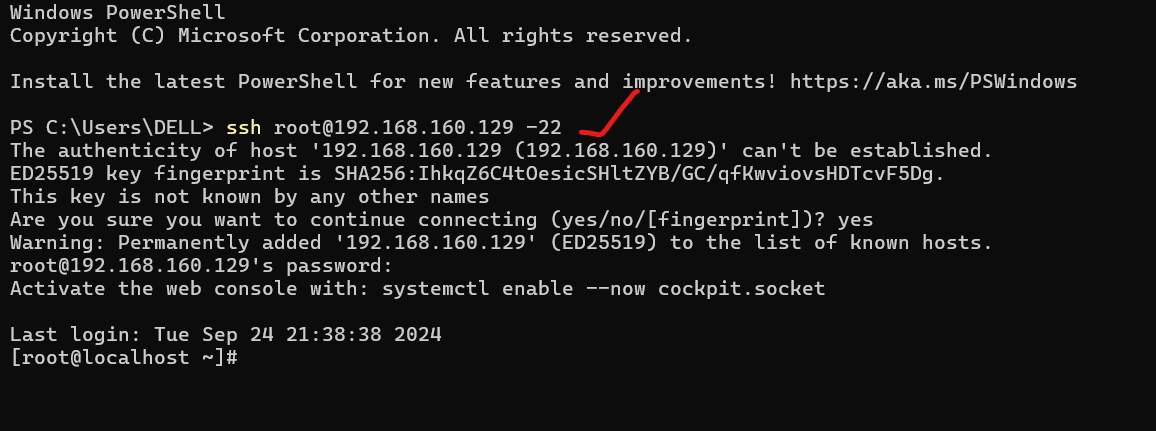 Windows PowerShell
Copyright (C) Microsoft Corporation. All rights reserved.
Install the latest PowerShell for new features and improvements! https://aka.ms/PSWindows
PS C:\Users\DELL> ssh root@192.168.160.129 -22
The authenticity of host '192.168.160.129 (192.168.160.129)' can't be established.
ED25519 key fingerprint is SHA256:IhkqZ6C4tOesicSHltZYB/GC/qfKwviovsHDTcvF5Dg.
This key is not known by any other names
Are you sure you want to continue connecting (yes/no/[fingerprint])? yes
Warning: Permanently added '192.168.160.129' (ED25519) to the list of known hosts.
root@192.168.160.129's password:
Activate the web console with: systemctl enable --now cockpit.socket
Last login: Tue Sep 24 21:38:38 2024
[root@localhost ~]#